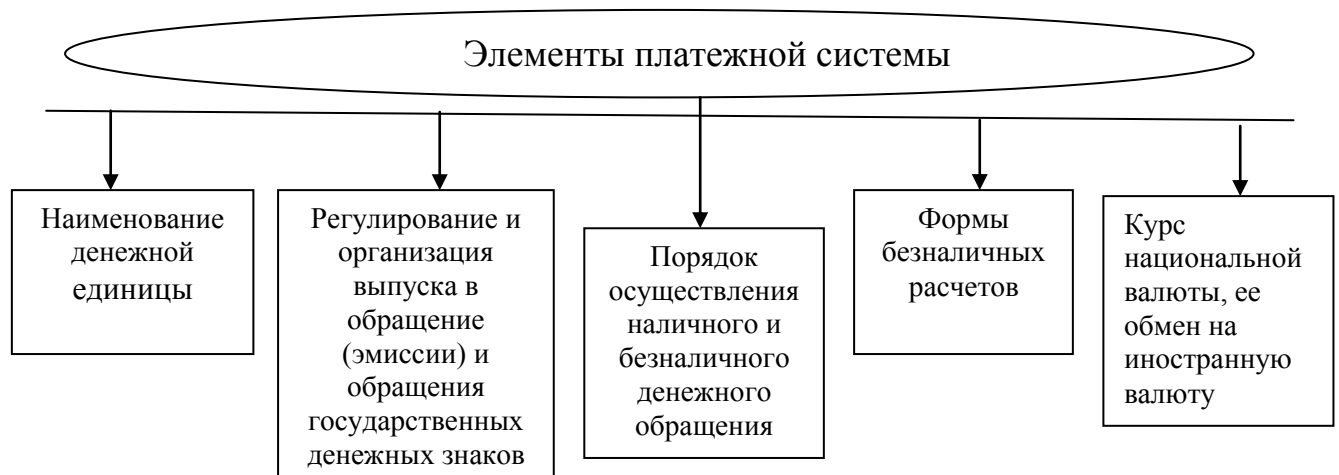 Элементы платежной системы
Наименование
денежной
единицы
Регулирование и
организация
выпуска в
обращение
(эмиссии) и
обращения
государственных
денежных знаков
Порядок
осуществления
наличного и
безналичного
денежного
обращения
Формы
безналичных
расчетов
Курс
национальной
валюты, ее
обмен на
иностранную
валюту